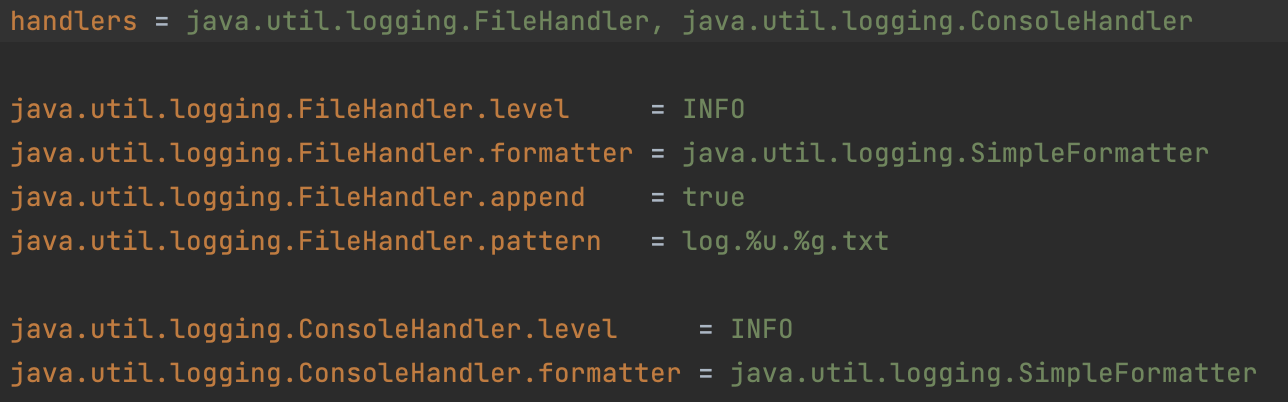 handlers = java.util.logging.FileHandler, java.util.logging.ConsoleHandler
java.util.logging.FileHandler.level     = INFO
java.util.logging.FileHandler.formatter = java.util.logging.SimpleFormatter
java.util.logging.FileHandler.append    = true
java.util.logging.FileHandler.pattern   = log.%u.%g.txt
java.util.logging.ConsoleHandler.level     = INFO
java.util.logging.ConsoleHandler.formatter = java.util.logging.SimpleFormatter